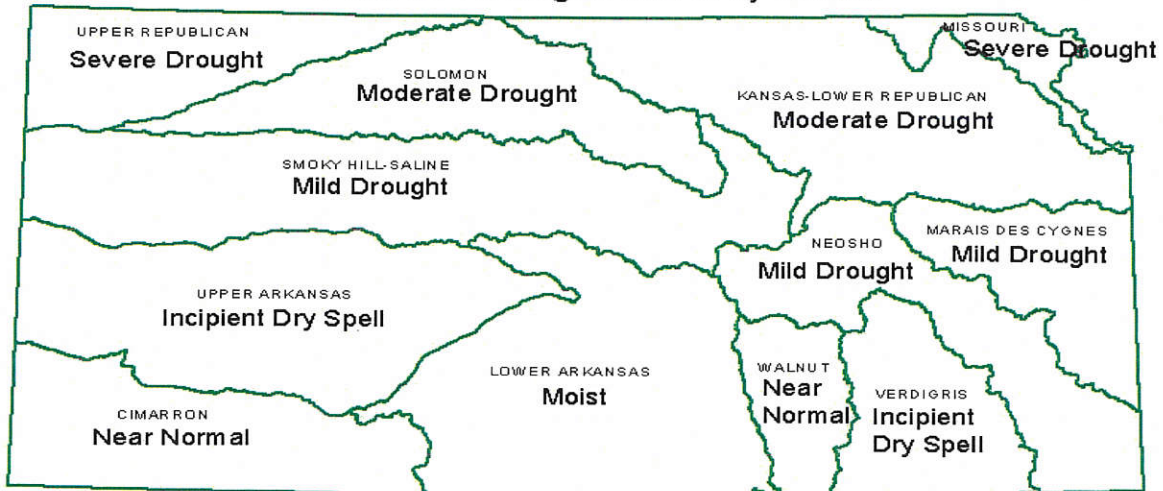 UPPER REPUBLICAN
Severe Drought
MISSOURI
Severe Drought
SOLOMON
Moderate Drought
KANSAS-LOWER REPUBLICAN
Moderate Drought
SMOKY HILL-SALINE
Mild Drought
MARAIS DES CYGNES
Mild Drought
NEOSHO
Mild Drought
UPPER ARKANSAS
Incipient Dry Spell
LOWER ARKANSAS
Moist
WALNUT
Near
Normal
VERDIGRIS
Incipient
Dry Spell
CIMARRON
Near Normal